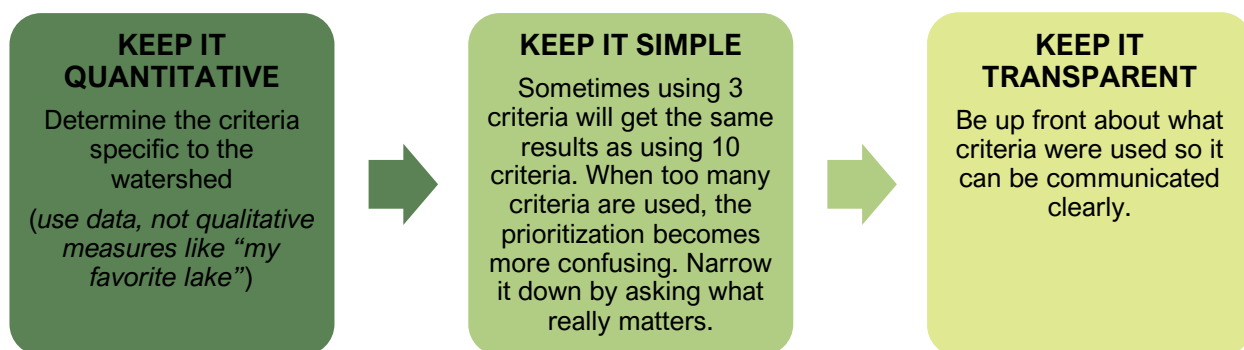 KEEP IT
QUANTITATIVE
Determine the criteria
specific to the
watershed
(use data, not qualitative
measures like “my
favorite lake”)
KEEP IT SIMPLE
Sometimes using 3
criteria will get the same
results as using 10
criteria. When too many
criteria are used, the
prioritization becomes
more confusing. Narrow
it down by asking what
really matters.
KEEP IT
TRANSPARENT
Be up front about what
criteria were used so it
can be communicated
clearly.